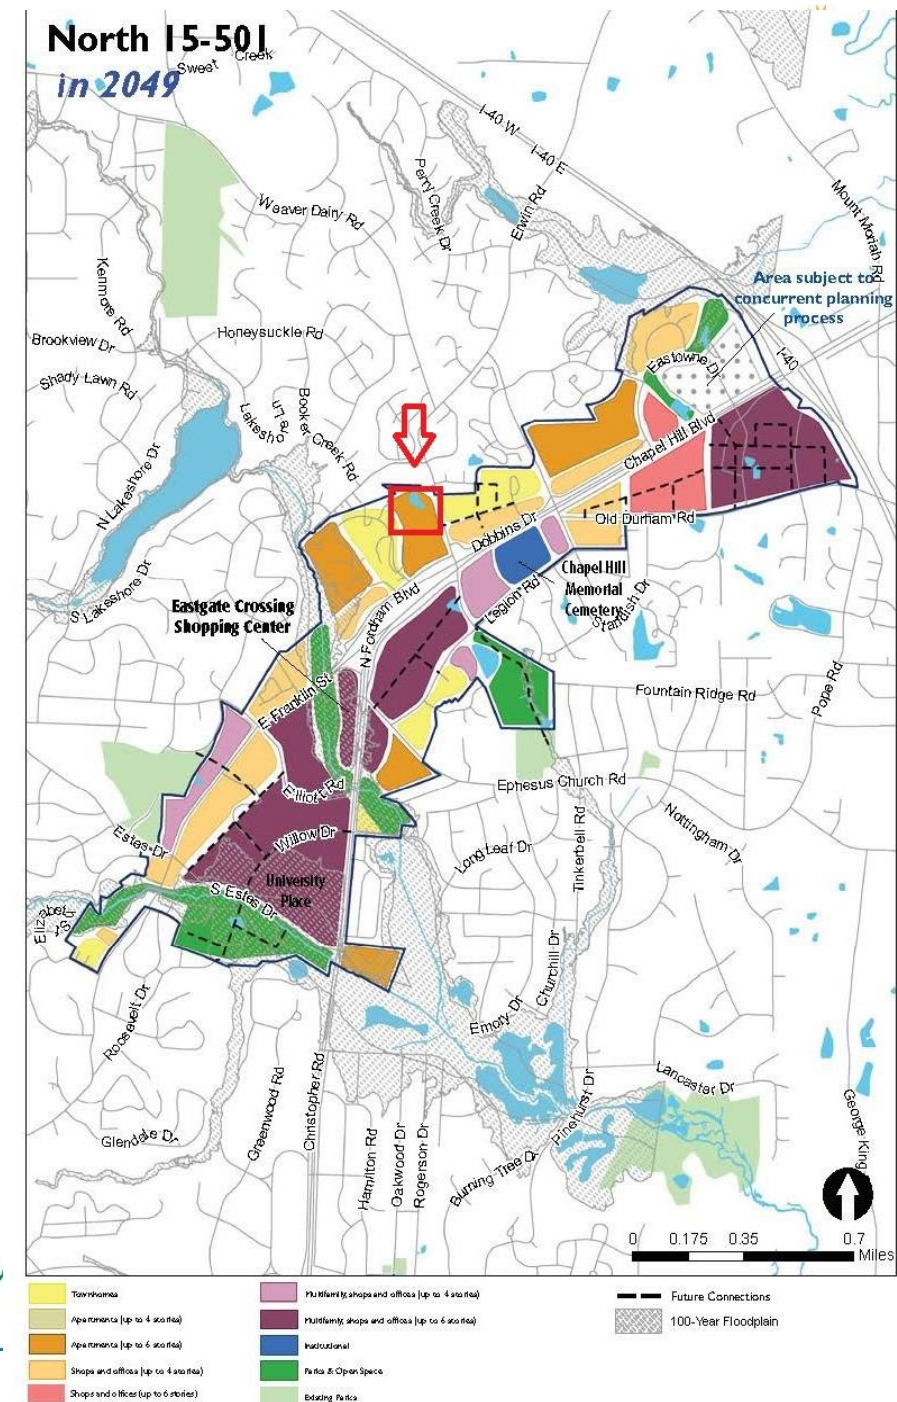 North 15-501
in 2049
Sweet Creek
I-40 W
I-40 E
Perry Creek Dr
Erwin Rd
Weaver Dairy Rd
Mount Moriah Rd
Kenmore Rd
Area subject to
concurrent planning
process
Honeysuckle Rd
Brookview Dr
I-40
Eastowne Dr
Shady Lawn Rd
Lakesho
re Ln
Booker Creek Rd
Chapel Hill Blvd
N Lakeshore Dr
Old Durham Rd
Dobbins Dr
Chapel Hill
Memorial
Cemetery
S Lakeshore Dr
Legion Rd
Standish Dr
Eastgate Crossing
Shopping Center
N Fordham Blvd
Pope Rd
Fountain Ridge Rd
E Franklin St
Ephesus Church Rd
Elliott Rd
Nottingham Dr
Willow Dr
Estes Dr
Long Leaf Dr
Tinkerbell Rd
University
Place
S Estes Dr
Elizabeth
St
Churchill Dr
Roosevelt Dr
Emory Dr
Lancaster Dr
Pinehurst Dr
George King
Greenwood Rd
Christopher Rd
Glendale Dr
Hamilton Rd
Oakwood Dr
Rogerson Dr
Burning Tree Dr
0 0.175 0.35 0.7
Miles
Townhomes
Apartments (up to 4 stories)
Apartments (up to 6 stories)
Shops and offices (up to 4 stories)
Shops and offices (up to 6 stories)
Multifamily, shops and offices (up to 4 stories)
Multifamily, shops and offices (up to 6 stories)
Institutional
Parks & Open Space
Existing Parks
Future Connections
100-Year Floodplain